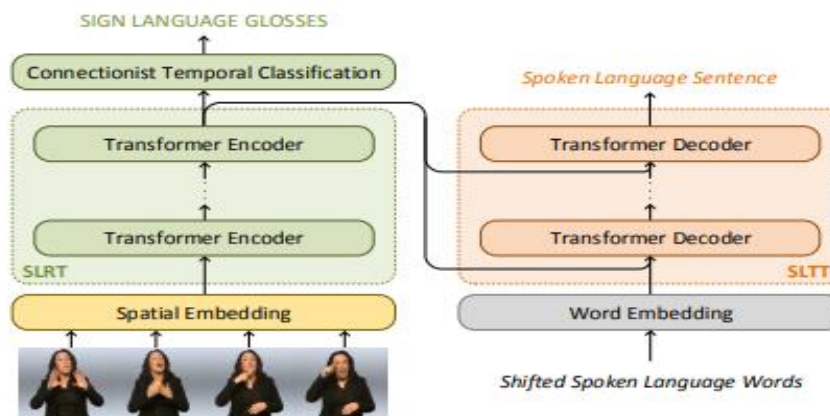 SIGN LANGUAGE GLOSSES
Connectionist Temporal Classification
Transformer Encoder
Transformer Encoder
SLRT
Spatial Embedding
Spoken Language Sentence
Transformer Decoder
Transformer Decoder
SLTT
Word Embedding
Shifted Spoken Language Words